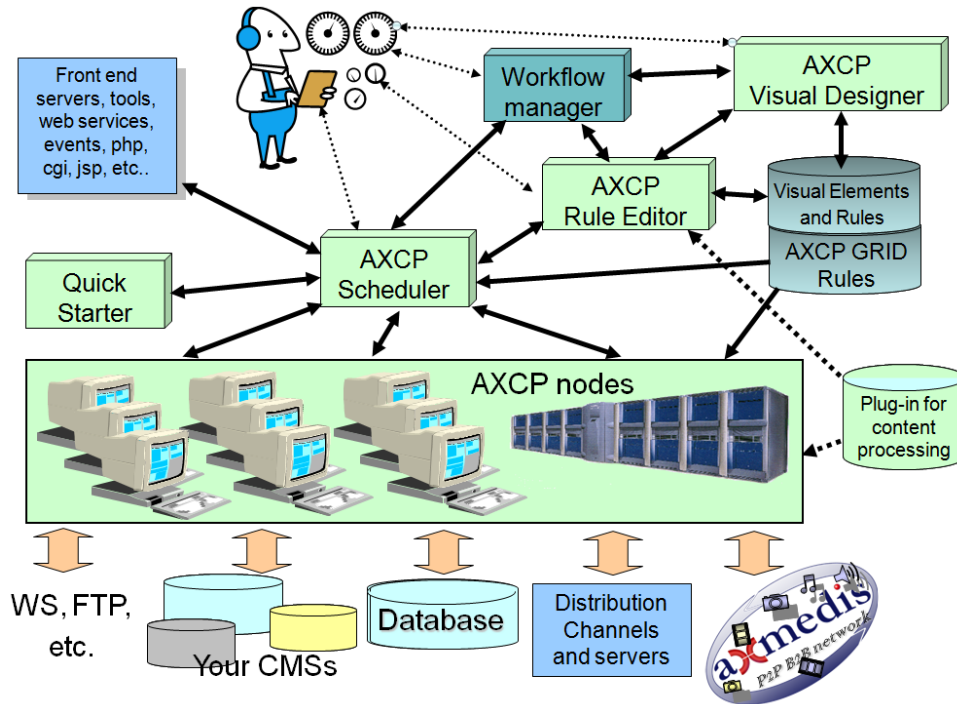 Front end
servers, tools,
web services,
events, php,
cgi, jsp, etc..
Workflow
manager
AXCP
Visual Designer
AXCP
Rule Editor
Visual Elements
and Rules
AXCP GRID
Rules
AXCP
Scheduler
Quick
Starter
AXCP nodes
Plug-in for
content
processing
WS, FTP,
etc.
Your CMSs
Database
Distribution
Channels
and servers
axmedis
P2P B2B network